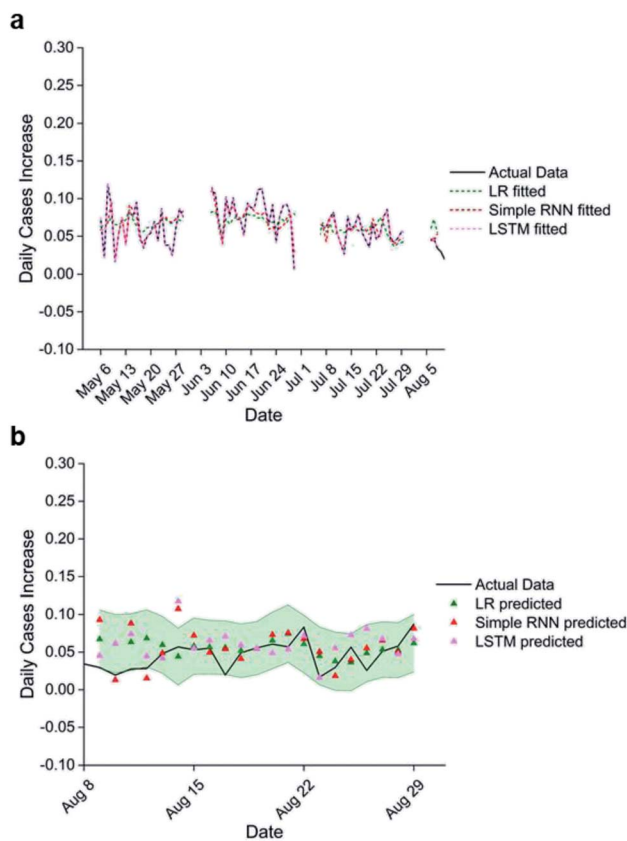 a
0.30
0.25
0.20
0.15
0.10
0.05
0.00
-0.05
-0.10
Daily Cases Increase
Actual Data
LR fitted
Simple RNN fitted
LSTM fitted
May 6
May 13
May 20
May 27
Jun 3
Jun 10
Jun 17
Jun 24
Jul 1
Jul 8
Jul 15
Jul 22
Jul 29
Aug 5
Date
b
0.30
0.25
0.20
0.15
0.10
0.05
0.00
-0.05
-0.10
Daily Cases Increase
Actual Data
LR predicted
Simple RNN predicted
LSTM predicted
Aug 8
Aug 15
Aug 22
Aug 29
Date